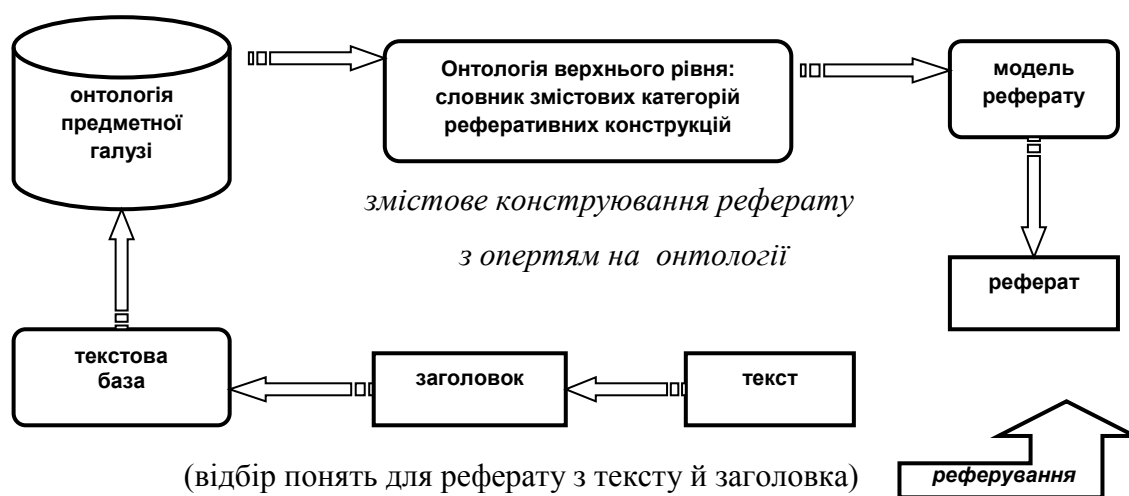 онтологія
предметної
галузі
Онтологія верхнього рівня:
словник змістових категорій
реферативних конструкцій
модель
реферату
змістове конструювання реферату
з опертям на онтології
реферат
текстова
база
заголовок
текст
(відбір понять для реферату з тексту й заголовка)
реферування